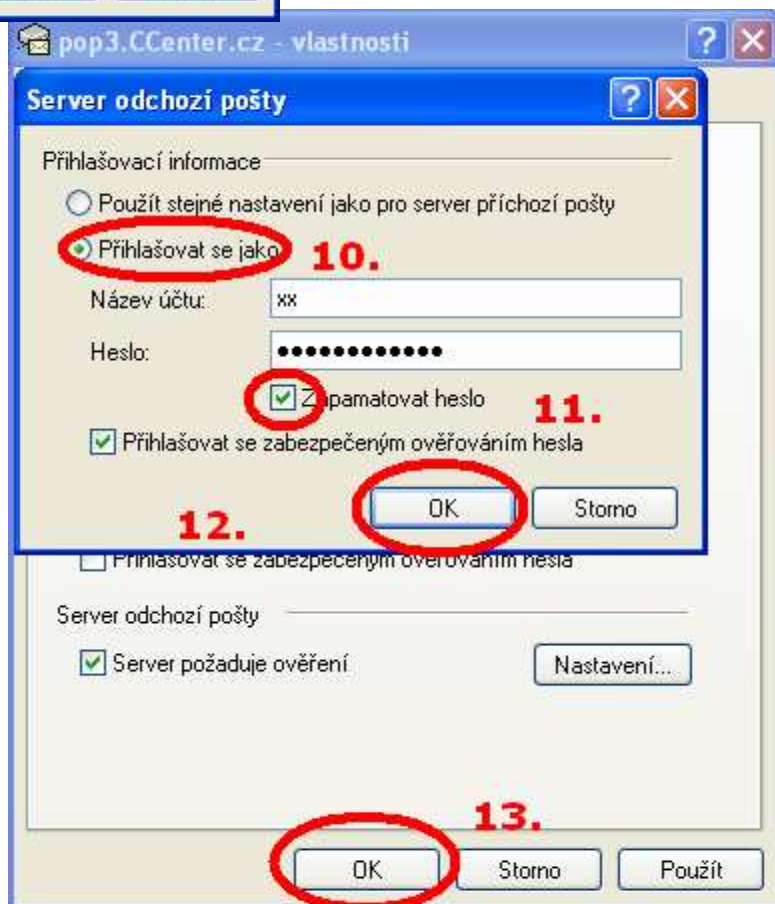 pop3.CCenter.cz - vlastnosti
Server odchozí pošty
Přihlašovací informace
Použít stejné nastavení jako pro server příchozí pošty
Přihlašovat se jako 10.
Název účtu: xx
Heslo: ●●●●●●●●●●●●
Zapamatovat heslo 11.
Přihlašovat se zabezpečeným ověřováním hesla
12. OK Storno
Přihlašovat se zabezpečeným ověřováním hesla
Server odchozí pošty
Server požaduje ověření Nastavení...
13.
OK Storno Použít